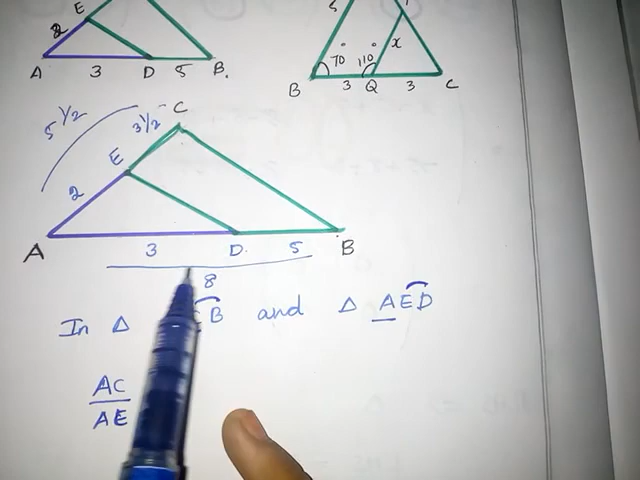 E
2
A 3 D 5 B.
5
70° 110° x
B 3 Q 3 C
5 1/2
3 1/2 C
E
2
A 3 D. 5 B
8
In Δ B and Δ AED
AC
AE